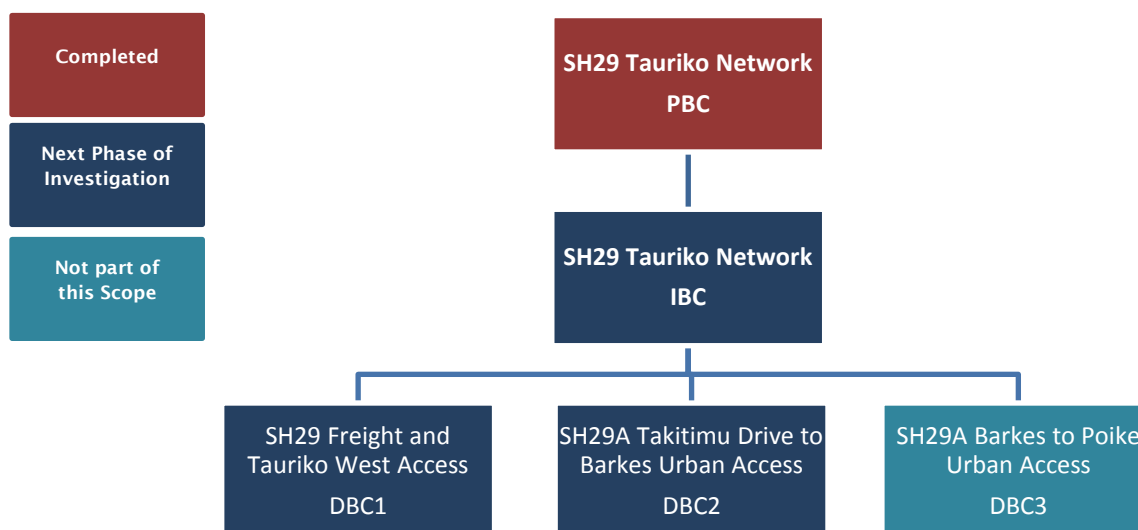 Completed
Next Phase of
Investigation
Not part of
this Scope
SH29 Tauriko Network
PBC
SH29 Tauriko Network
IBC
SH29 Freight and
Tauriko West Access
DBC1
SH29A Takitimu Drive to
Barkes Urban Access
DBC2
SH29A Barkes to Poike
Urban Access
DBC3